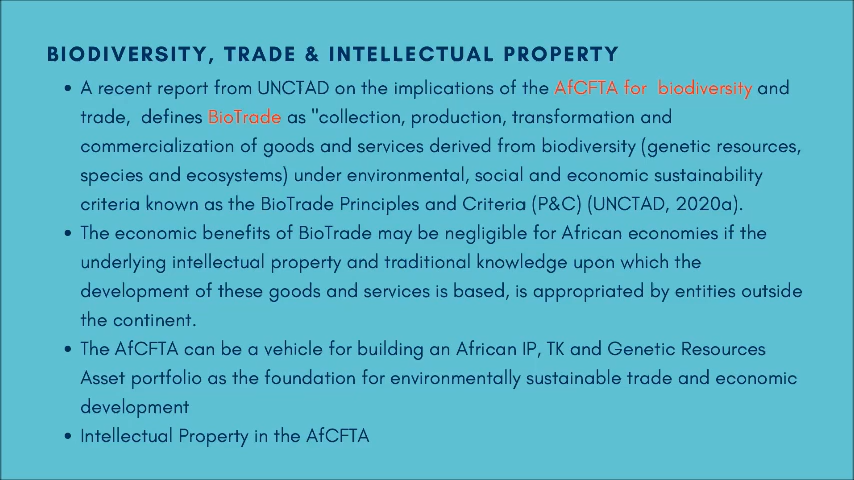 BIODIVERSITY, TRADE & INTELLECTUAL PROPERTY
• A recent report from UNCTAD on the implications of the AfCFTA for biodiversity and
trade, defines BioTrade as "collection, production, transformation and
commercialization of goods and services derived from biodiversity (genetic resources,
species and ecosystems) under environmental, social and economic sustainability
criteria known as the BioTrade Principles and Criteria (P&C) (UNCTAD, 2020a).
• The economic benefits of BioTrade may be negligible for African economies if the
underlying intellectual property and traditional knowledge upon which the
development of these goods and services is based, is appropriated by entities outside
the continent.
• The AfCFTA can be a vehicle for building an African IP, TK and Genetic Resources
Asset portfolio as the foundation for environmentally sustainable trade and economic
development
• Intellectual Property in the AfCFTA